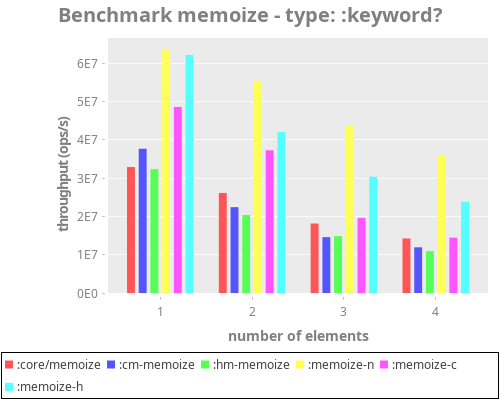 Benchmark memoize - type: :keyword?
throughput (ops/s)
6E7
5E7
4E7
3E7
2E7
1E7
0E0
1 2 3 4
number of elements
:core/memoize :cm-memoize :hm-memoize :memoize-n :memoize-c
:memoize-h